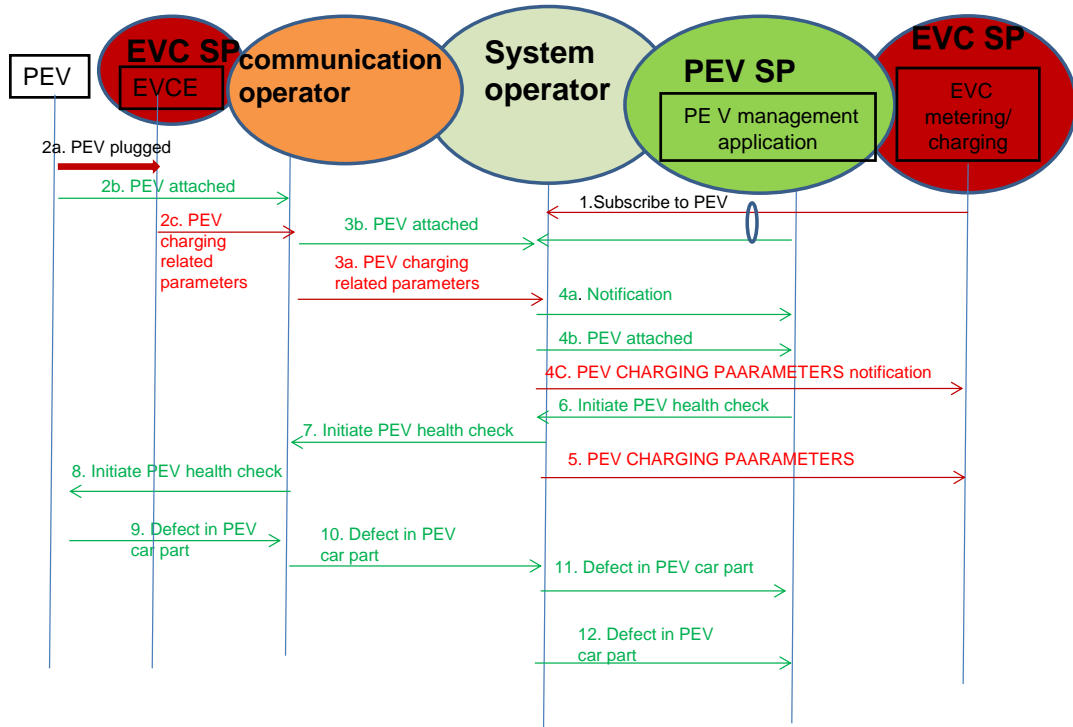 PEV
EVC SP
EVCE
communication
operator
System
operator
PEV SP
PE V management
application
EVC SP
EVC
metering/
charging
2a. PEV plugged
2b. PEV attached
1.Subscribe to PEV
2c. PEV
charging
related
parameters
3b. PEV attached
3a. PEV charging
related parameters
4a. Notification
4b. PEV attached
4C. PEV CHARGING PAARAMETERS notification
6. Initiate PEV health check
7. Initiate PEV health check
5. PEV CHARGING PAARAMETERS
8. Initiate PEV health check
9. Defect in PEV
car part
10. Defect in PEV
car part
11. Defect in PEV car part
12. Defect in PEV
car part